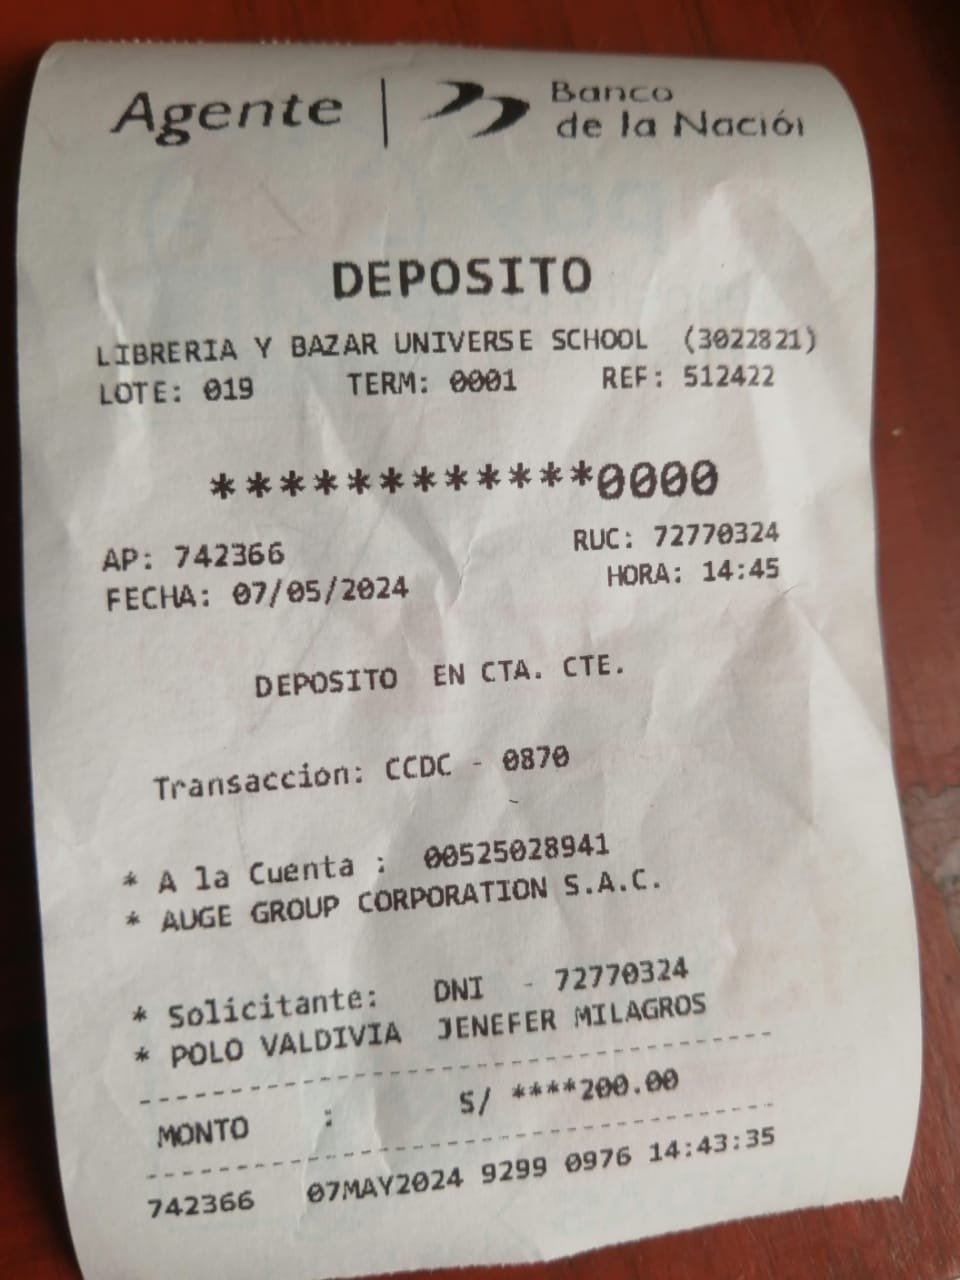 Agente | Banco
de la Nación
DEPOSITO
LIBRERIA Y BAZAR UNIVERSE SCHOOL (3022821)
LOTE: 019 TERM: 0001 REF: 512422
************0000
AP: 742366 RUC: 72770324
FECHA: 07/05/2024 HORA: 14:45
DEPOSITO EN CTA. CTE.
Transaccion: CCDC - 0870
* A la Cuenta : 00525028941
* AUGE GROUP CORPORATION S.A.C.
* Solicitante: DNI - 72770324
* POLO VALDIVIA JENEFER MILAGROS
MONTO : S/ ****200.00
742366 07MAY2024 9299 0976 14:43:35